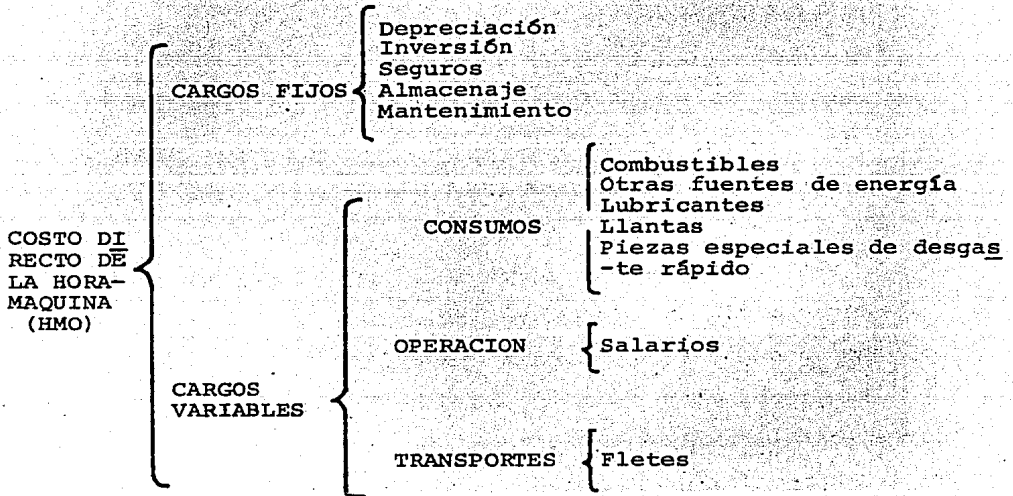 Depreciación
Inversión
Seguros
CARGOS FIJOS
Almacenaje
Mantenimiento
Combustibles
Otras fuentes de energía
Lubricantes
CONSUMOS
Llantas
Piezas especiales de desgas
-te rápido
COSTO DI
RECTO DE
LA HORA-
MAQUINA
(HMO)
OPERACION
Salarios
CARGOS
VARIABLES
TRANSPORTES
Fletes